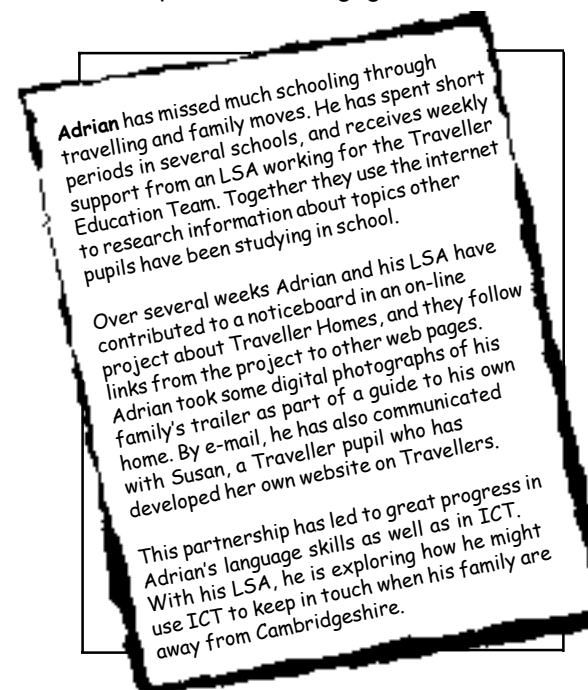 Adrian has missed much schooling through
travelling and family moves. He has spent short
periods in several schools, and receives weekly
support from an LSA working for the Traveller
Education Team. Together they use the internet
to research information about topics other
pupils have been studying in school.
Over several weeks Adrian and his LSA have
contributed to a noticeboard in an on-line
project about Traveller Homes, and they follow
links from the project to other web pages.
Adrian took some digital photographs of his
family's trailer as part of a guide to his own
home. By e-mail, he has also communicated
with Susan, a Traveller pupil who has
developed her own website on Travellers.
This partnership has led to great progress in
Adrian's language skills as well as in ICT.
With his LSA, he is exploring how he might
use ICT to keep in touch when his family are
away from Cambridgeshire.